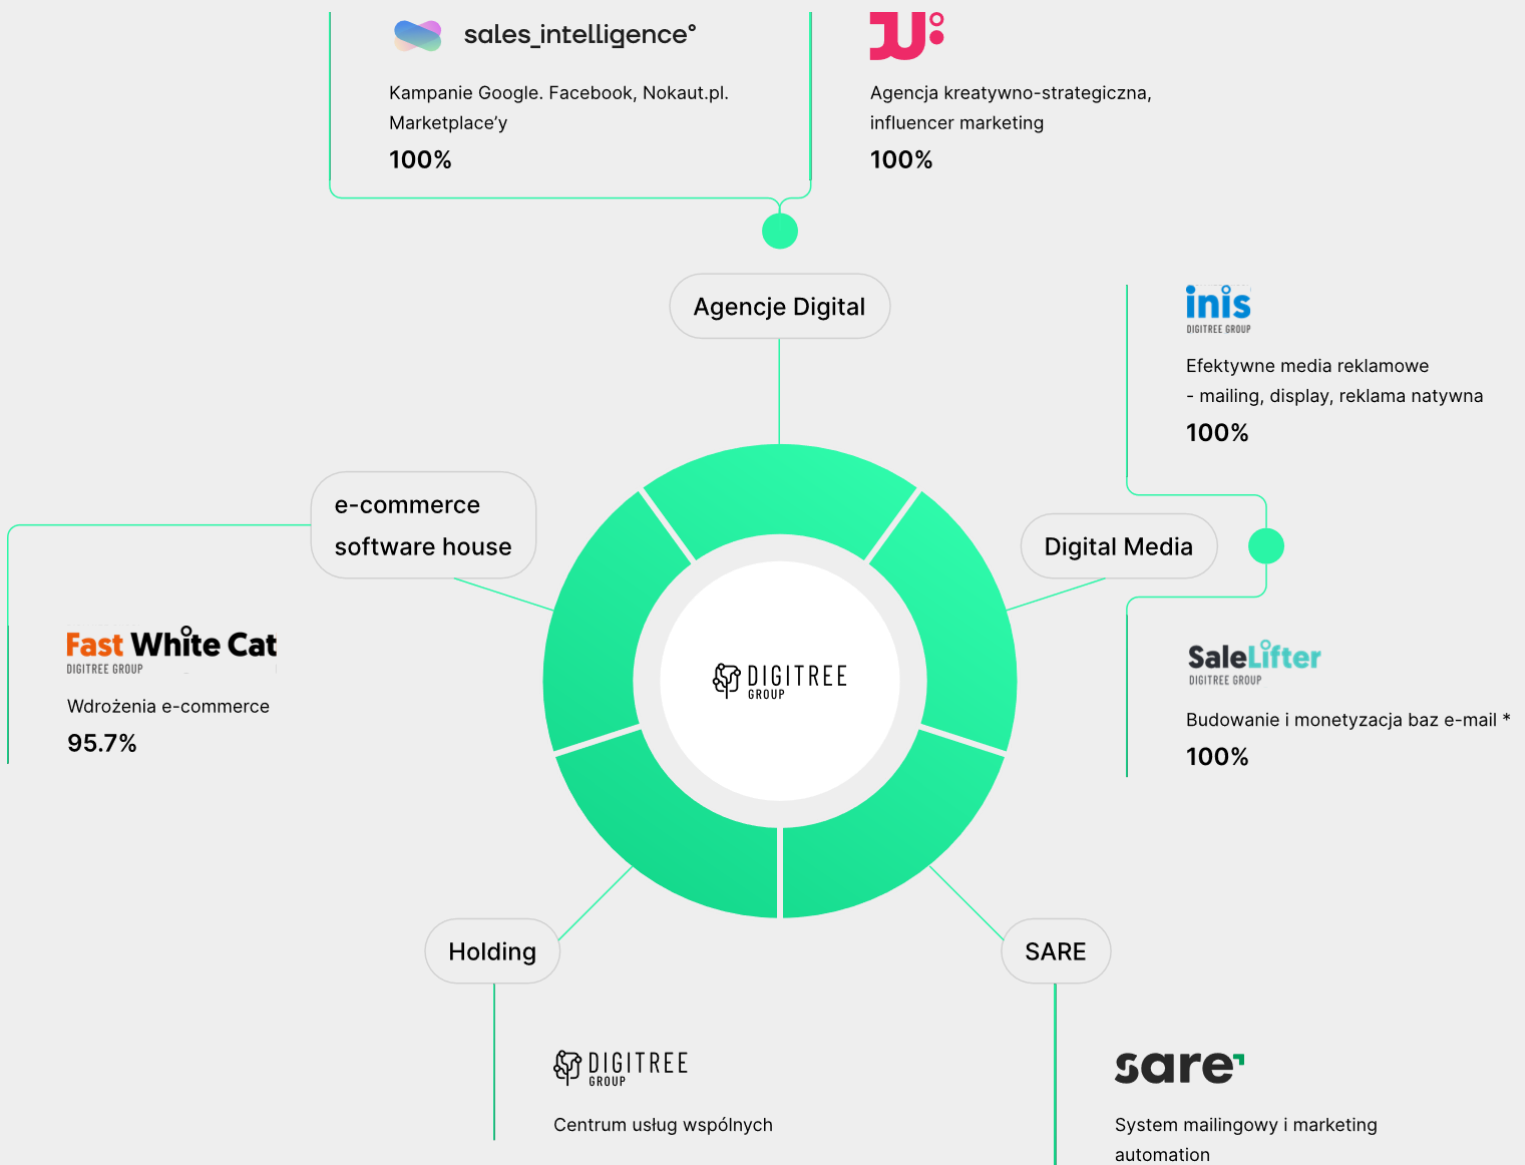 sales_intelligence°
Kampanie Google. Facebook, Nokaut.pl.
Marketplace’y
100%
Agencja kreatywno-strategiczna,
influencer marketing
100%
Agencje Digital
inis
DIGITREE GROUP
Efektywne media reklamowe
- mailing, display, reklama natywna
100%
e-commerce
software house
Digital Media
Fast White Cat
DIGITREE GROUP
Wdrożenia e-commerce
95.7%
DIGITREE
GROUP
SaleLifter
DIGITREE GROUP
Budowanie i monetyzacja baz e-mail *
100%
Holding
SARE
DIGITREE
GROUP
Centrum usług wspólnych
sare
System mailingowy i marketing
automation